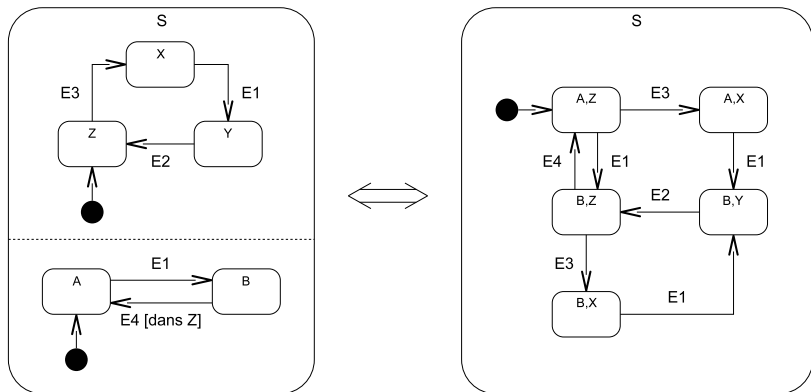 S
X
E3
E1
Z
Y
E2
A
E1
B
E4 [dans Z]
S
A,Z
E3
A,X
E4
E1
E1
B,Z
E2
B,Y
E3
B,X
E1